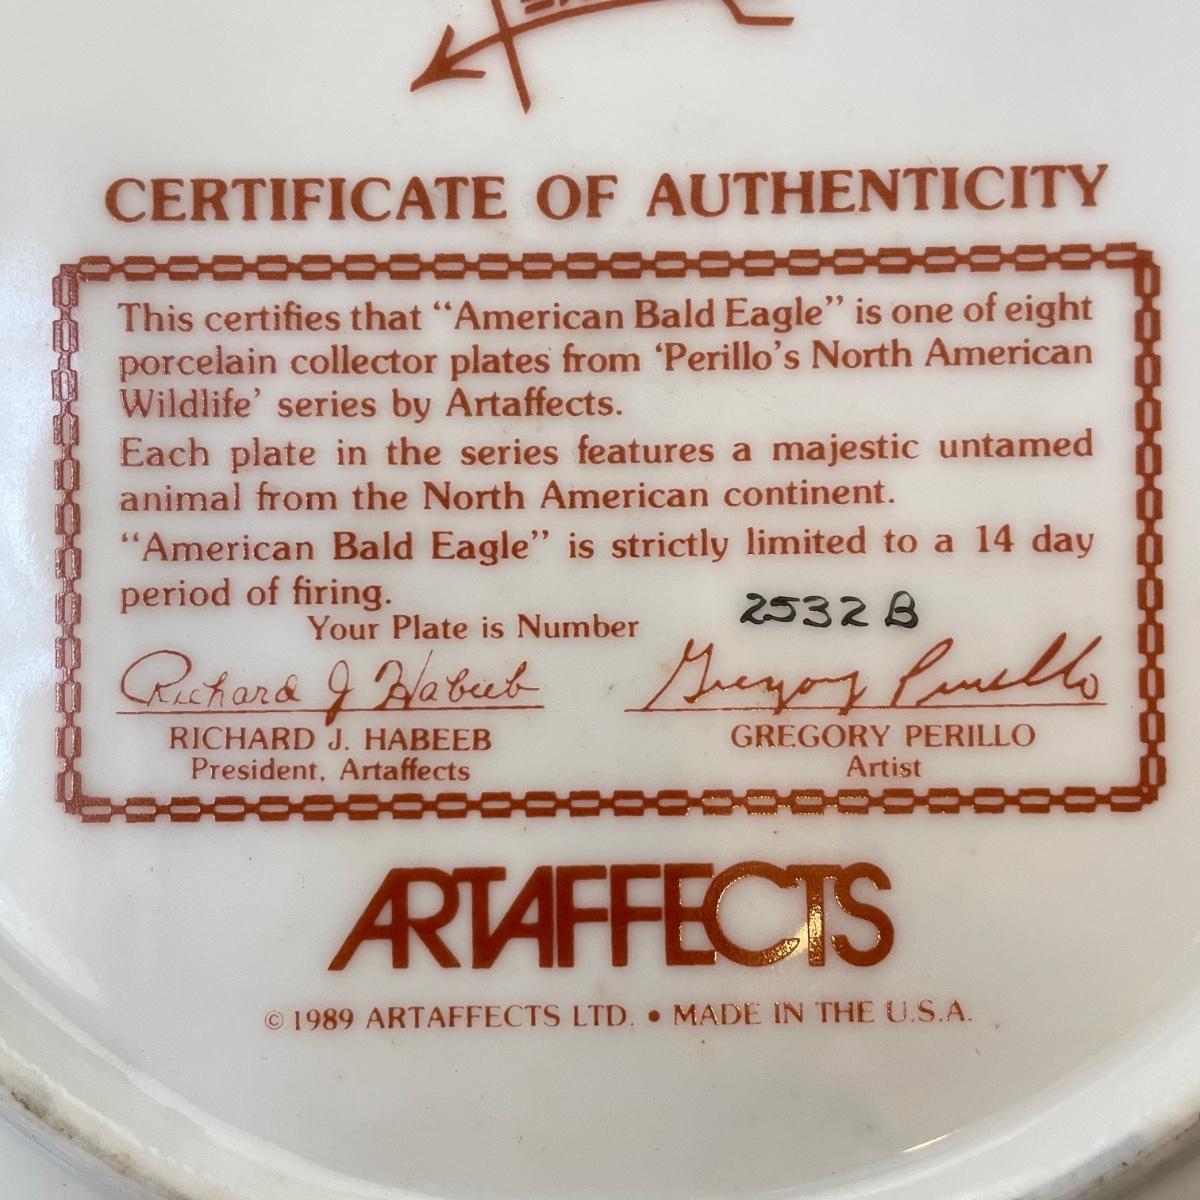 CERTIFICATE OF AUTHENTICITY
This certifies that “American Bald Eagle” is one of eight
porcelain collector plates from ‘Perillo’s North American
Wildlife’ series by Artaffects.
Each plate in the series features a majestic untamed
animal from the North American continent.
“American Bald Eagle” is strictly limited to a 14 day
period of firing.
Your Plate is Number 2532 B
Richard J Habeeb Gregory Perillo
RICHARD J. HABEEB GREGORY PERILLO
President, Artaffects Artist
ARTAFFECTS
© 1989 ARTAFFECTS LTD. • MADE IN THE U.S.A.